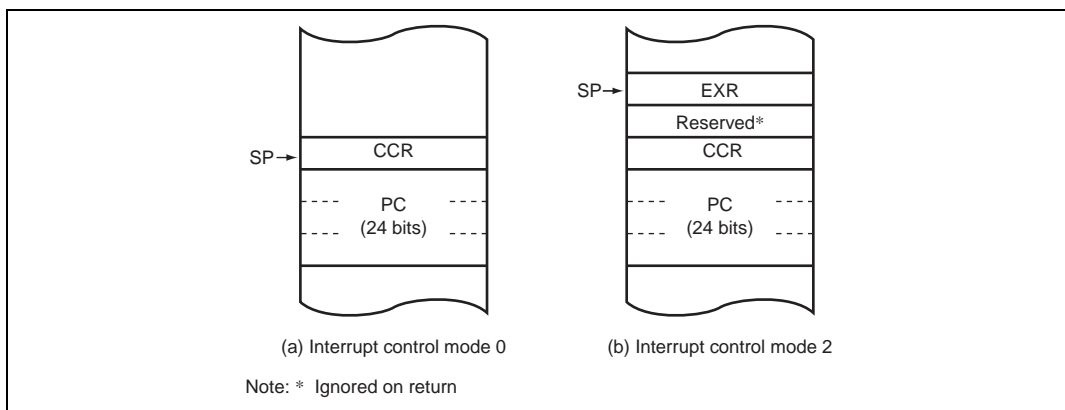 SP
CCR
PC
(24 bits)
(a) Interrupt control mode 0
SP
EXR
Reserved*
CCR
PC
(24 bits)
(b) Interrupt control mode 2
Note: * Ignored on return